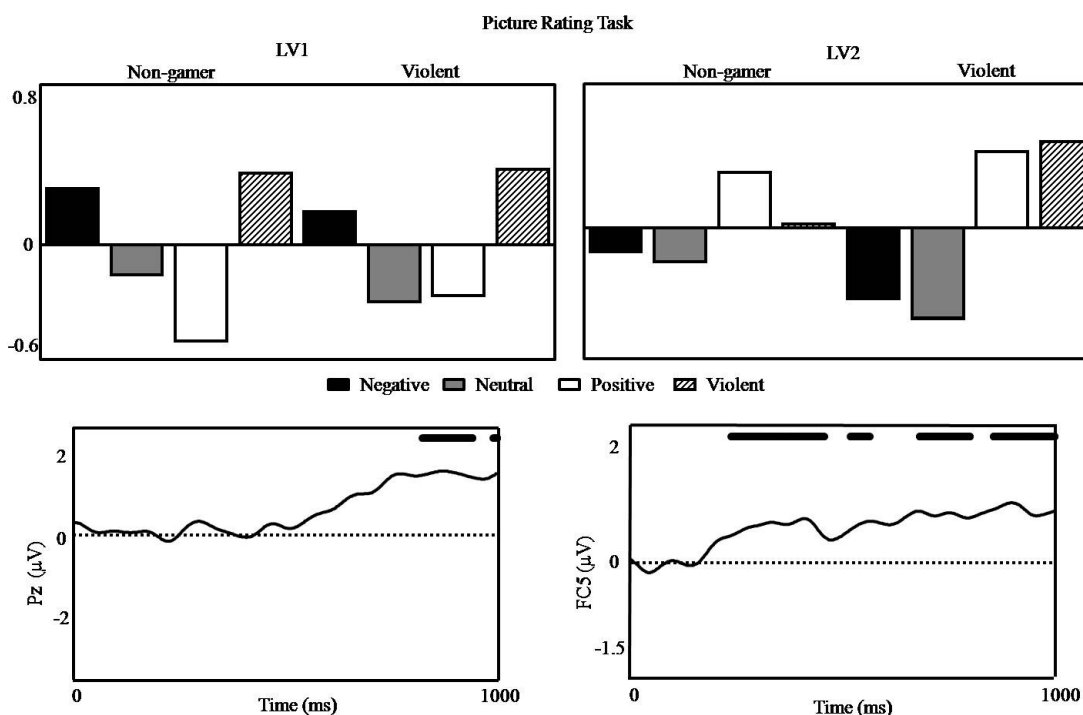 Picture Rating Task
LV1
LV2
Non-gamer
Violent
Non-gamer
Violent
0.8
0
-0.6
Negative
Neutral
Positive
Violent
2
0
-2
Pz (µV)
0
1000
Time (ms)
2
0
-1.5
FC5 (µV)
0
1000
Time (ms)